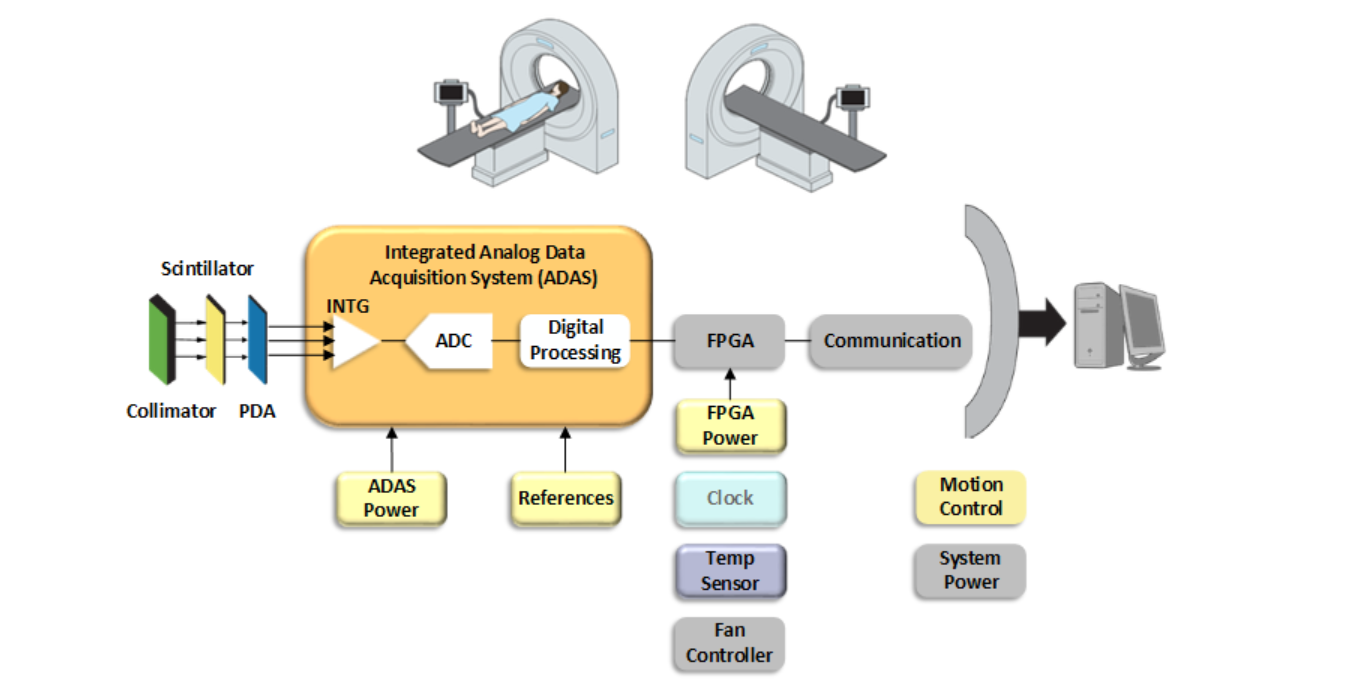 Integrated Analog Data
Acquisition System (ADAS)
Scintillator
INTG
ADC
Digital
Processing
FPGA
Communication
Collimator
PDA
FPGA
Power
ADAS
Power
References
Clock
Motion
Control
Temp
Sensor
System
Power
Fan
Controller